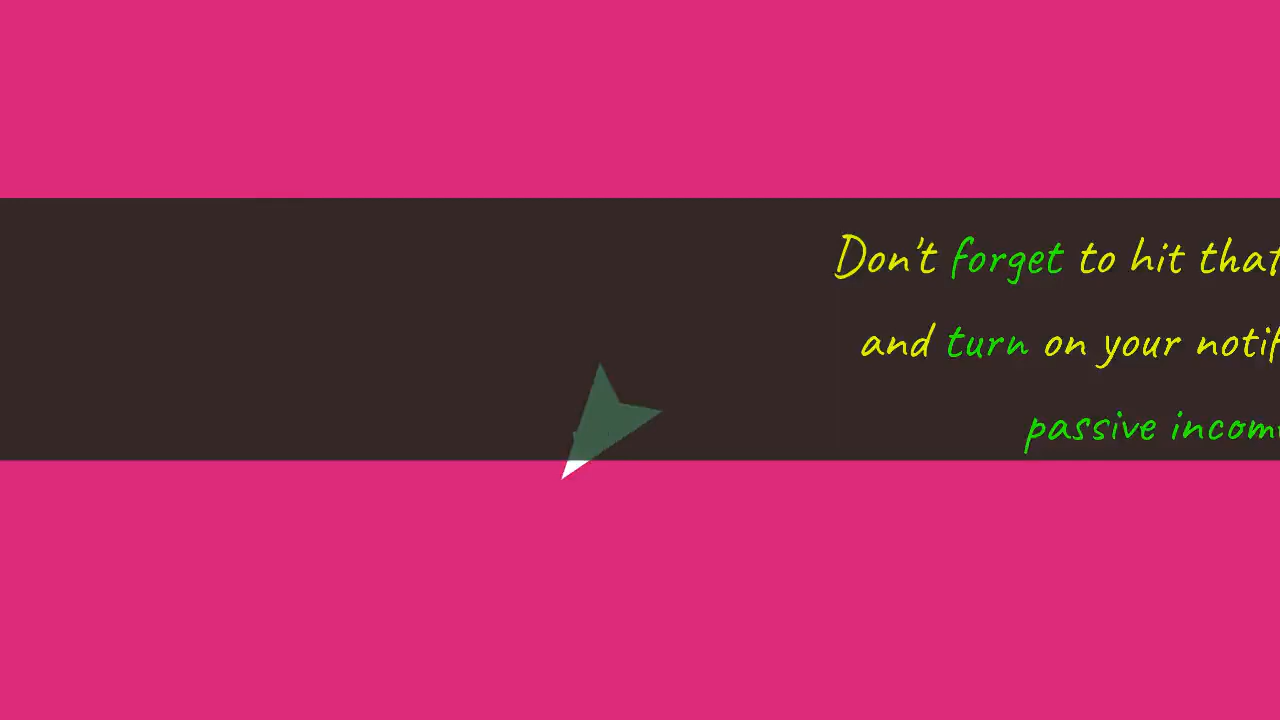 Don't forget to hit that
and turn on your notif
passive incom